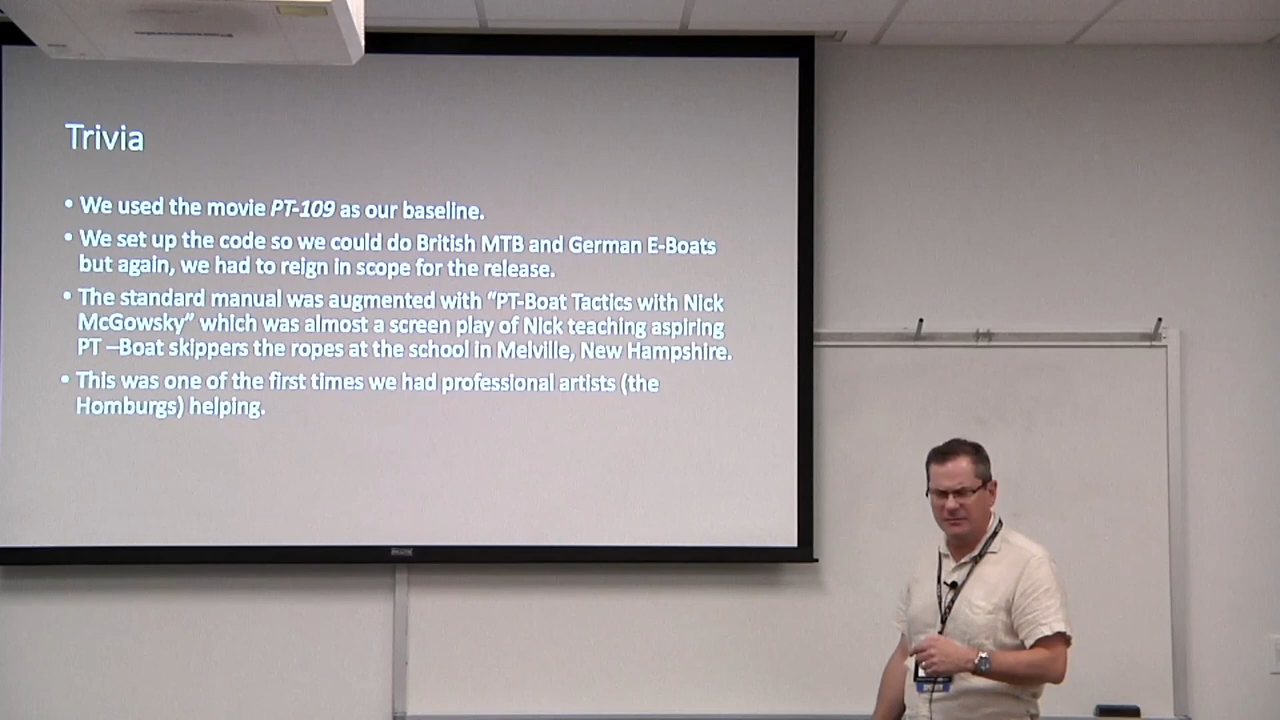 Trivia
• We used the movie PT-109 as our baseline.
• We set up the code so we could do British MTB and German E-Boats
but again, we had to reign in scope for the release.
• The standard manual was augmented with “PT-Boat Tactics with Nick
McGowsky” which was almost a screen play of Nick teaching aspiring
PT –Boat skippers the ropes at the school in Melville, New Hampshire.
• This was one of the first times we had professional artists (the
Homburgs) helping.